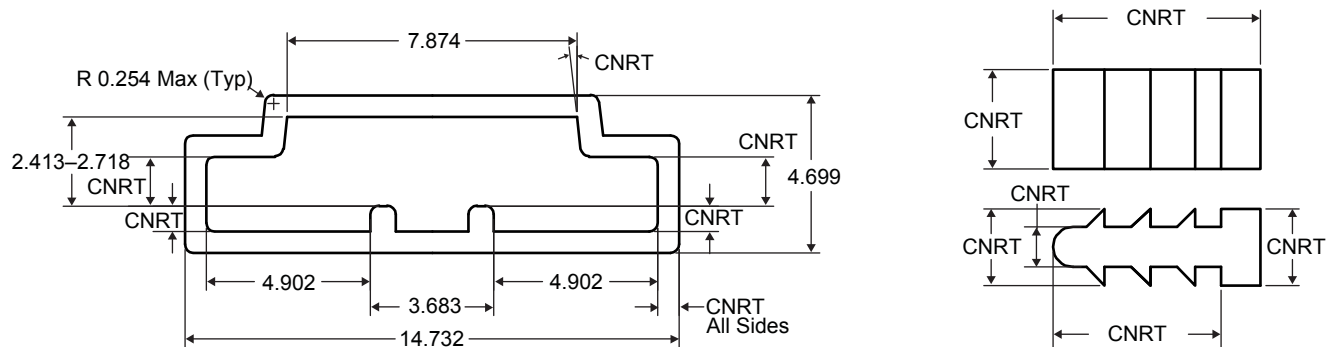 7.874
CNRT
R 0.254 Max (Typ)
2.413–2.718
CNRT
CNRT
CNRT
4.699
CNRT
4.902
3.683
4.902
CNRT
All Sides
14.732
CNRT
CNRT
CNRT
CNRT
CNRT
CNRT